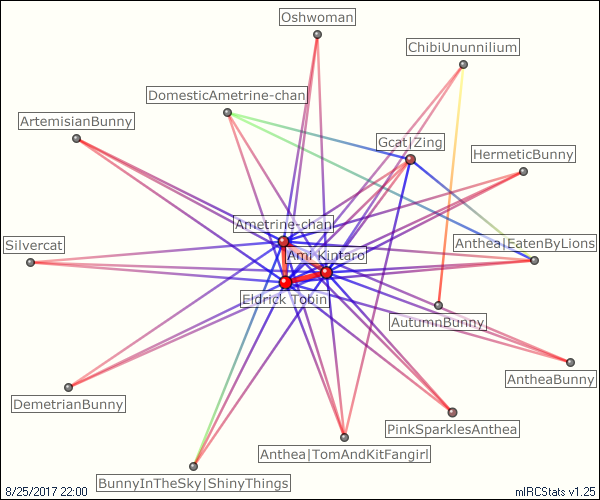 Oshwoman
ChibiUnunnilium
DomesticAmetrine-chan
ArtemisianBunny
Gcat|Zing
HermeticBunny
Ametrine-chan
Silvercat
Anthea|EatenByLions
Ami Kintaro
Eldrick Tobin
AutumnBunny
AntheaBunny
DemetrianBunny
PinkSparklesAnthea
Anthea|TomAndKitFangirl
BunnyInTheSky|ShinyThings
8/25/2017 22:00
mIRCStats v1.25